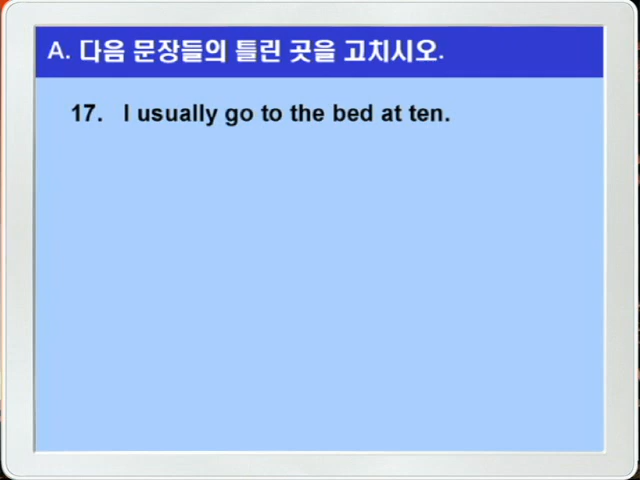 A. 다음 문장들의 틀린 곳을 고치시오.
17. I usually go to the bed at ten.